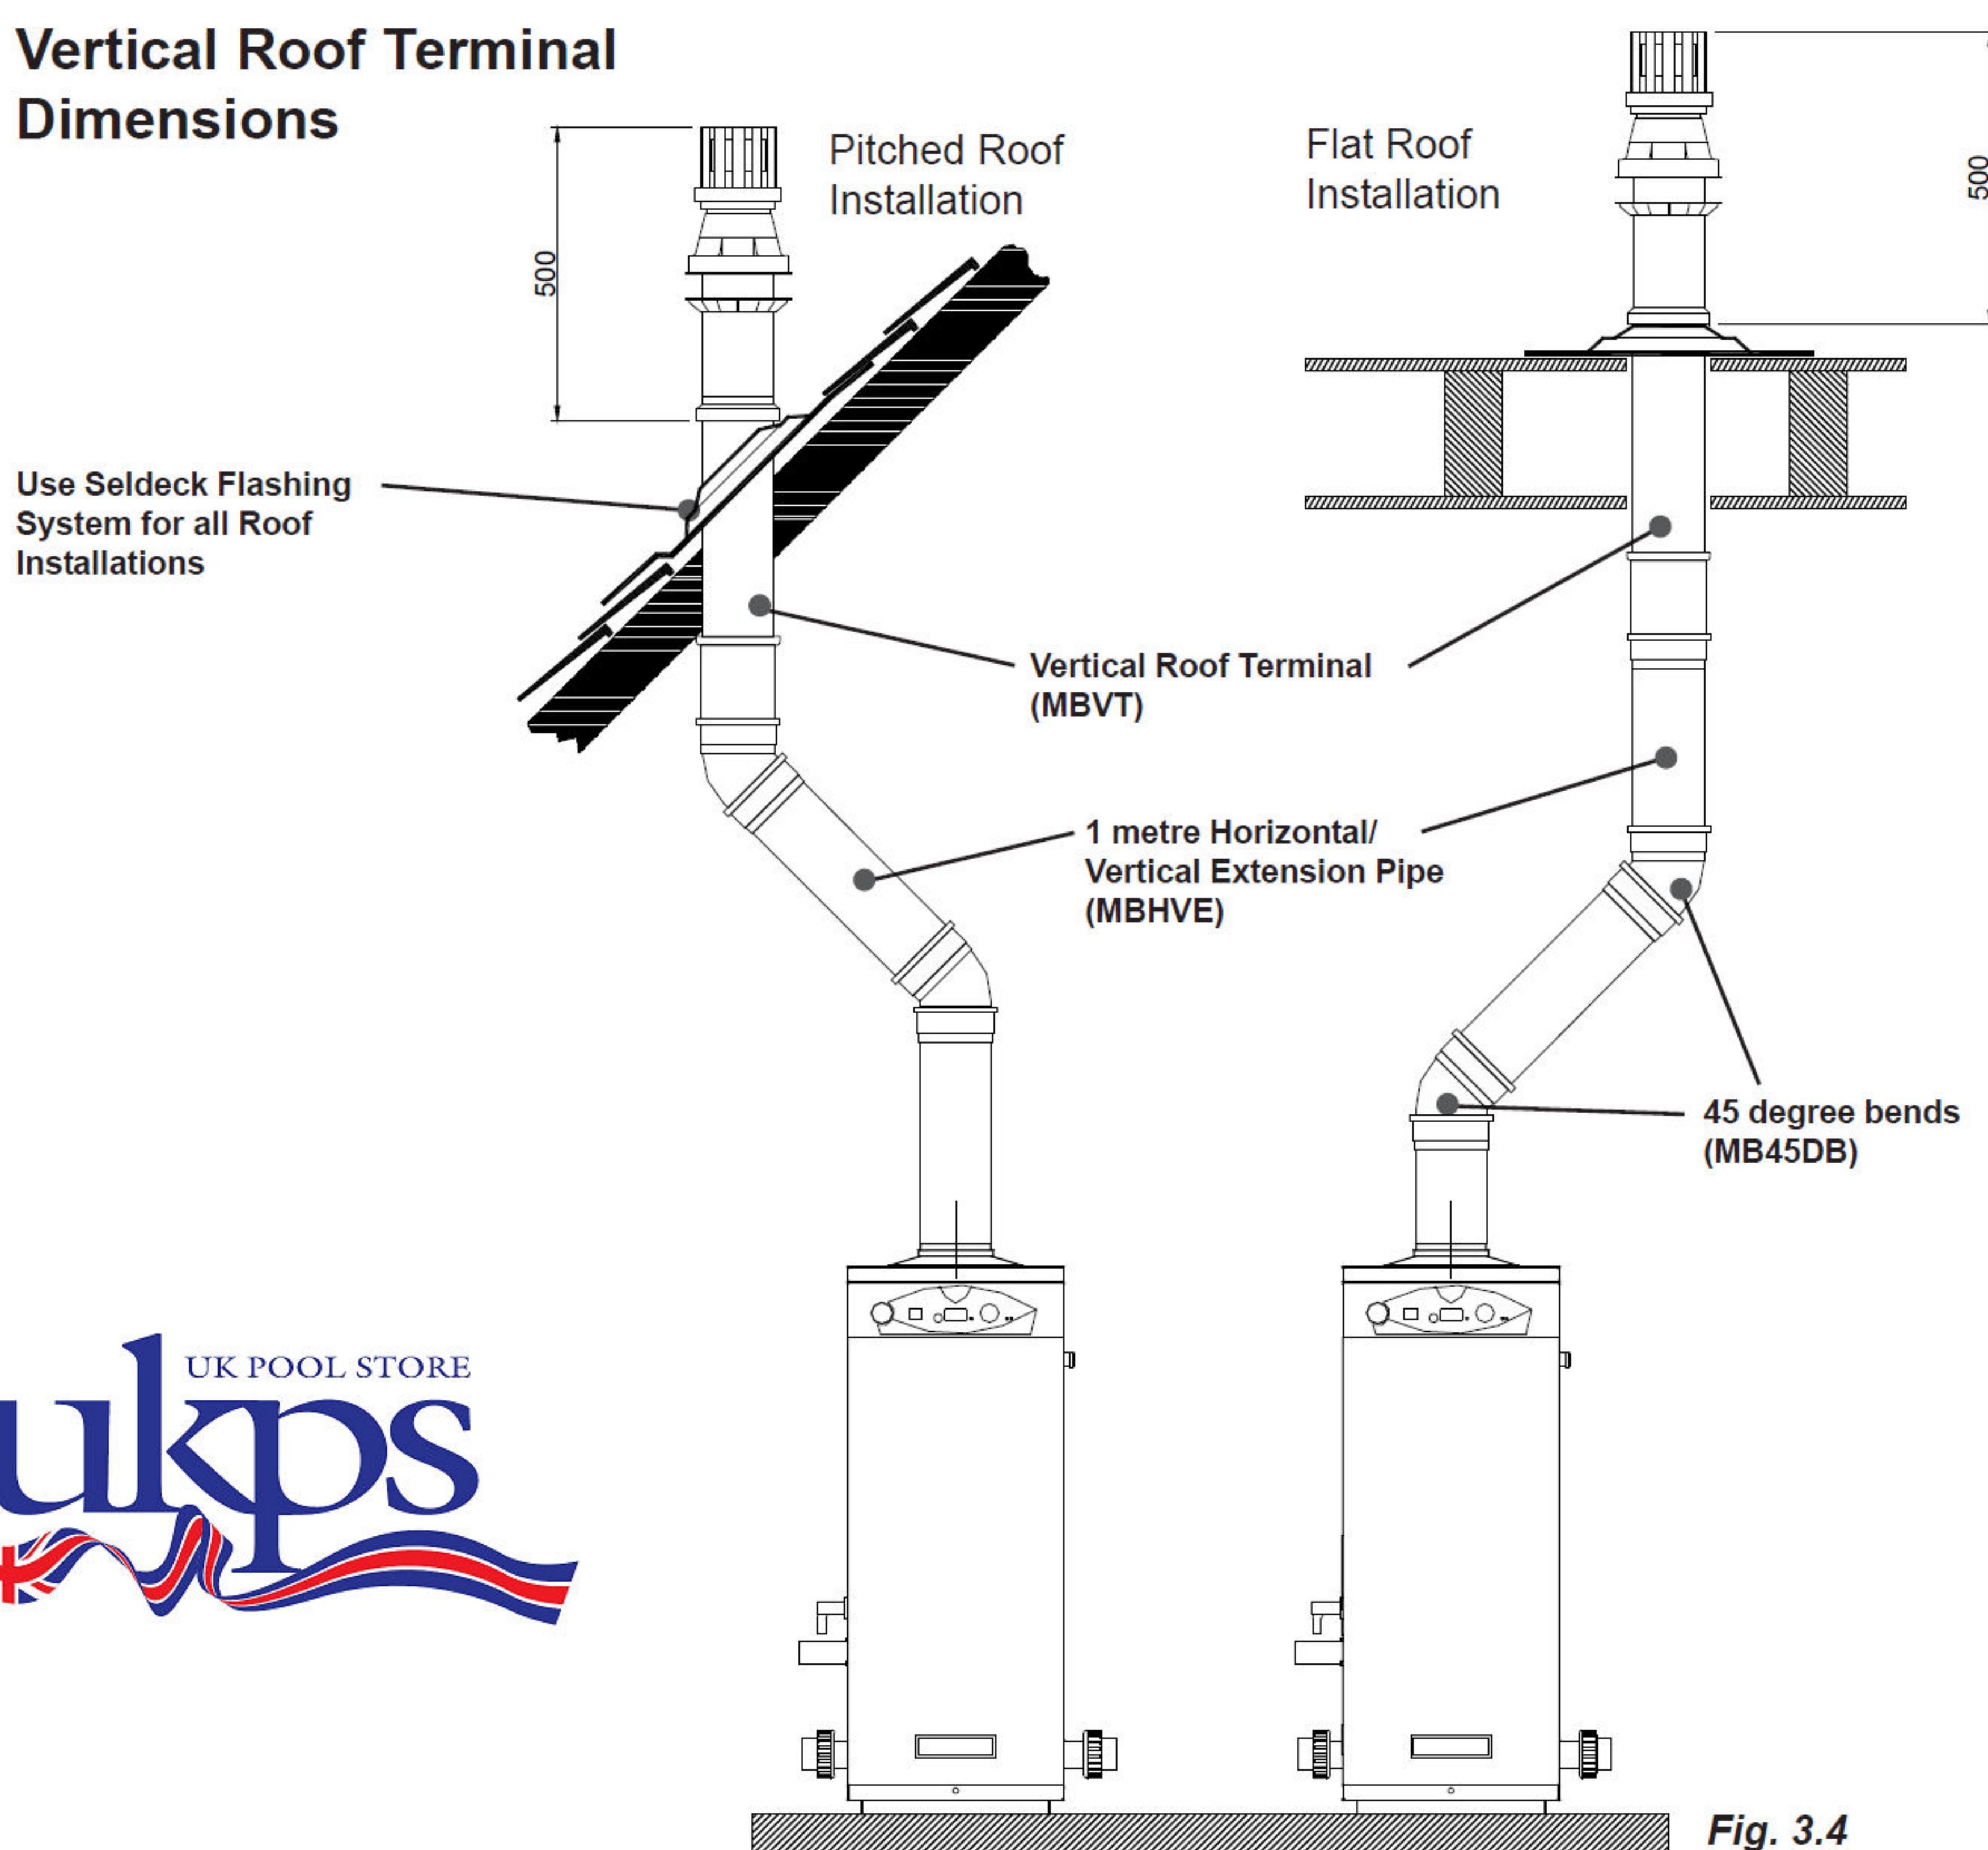 Vertical Roof Terminal
Dimensions
Pitched Roof
Installation
Flat Roof
Installation
500
500
Use Seldeck Flashing
System for all Roof
Installations
Vertical Roof Terminal
(MBVT)
1 metre Horizontal/
Vertical Extension Pipe
(MBHVE)
45 degree bends
(MB45DB)
UK POOL STORE
ukps
Fig. 3.4